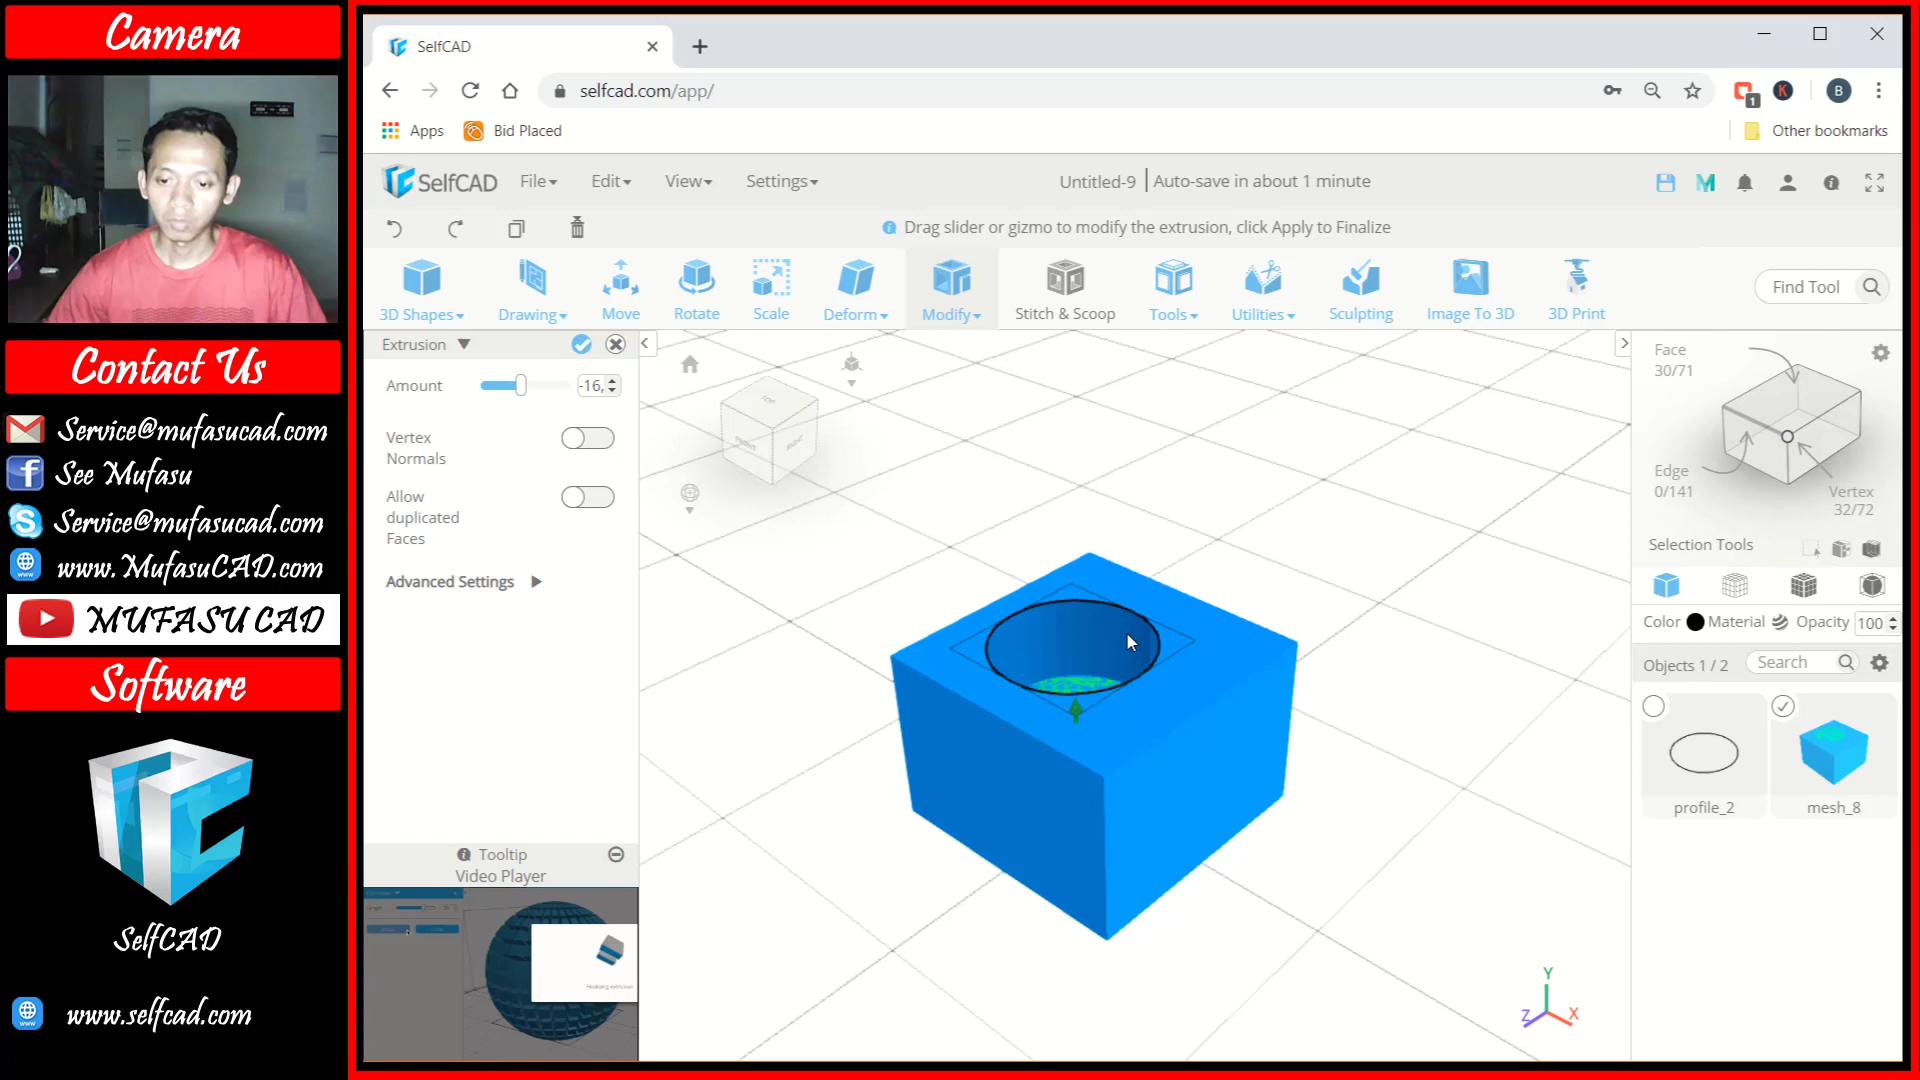 Camera
Contact Us
Service@mufasucad.com
See Mufasu
Service@mufasucad.com
www.MufasuCAD.com
MUFASU CAD
Software
SelfCAD
www.selfcad.com
SelfCAD
selfcad.com/app/
1
K
B
Apps
Bid Placed
Other bookmarks
SelfCAD
File
Edit
View
Settings
Untitled-9
Auto-save in about 1 minute
M
Drag slider or gizmo to modify the extrusion, click Apply to Finalize
3D Shapes
Drawing
Move
Rotate
Scale
Deform
Modify
Stitch & Scoop
Tools
Utilities
Sculpting
Image To 3D
3D Print
Find Tool
Extrusion
Amount
-16,
Vertex
Normals
Allow
duplicated
Faces
Advanced Settings
Tooltip
Video Player
TOP
FRONT
RIGHT
Y
Z
X
Face
30/71
Edge
0/141
Vertex
32/72
Selection Tools
Color
Material
Opacity
100
Objects 1 / 2
Search
profile_2
mesh_8